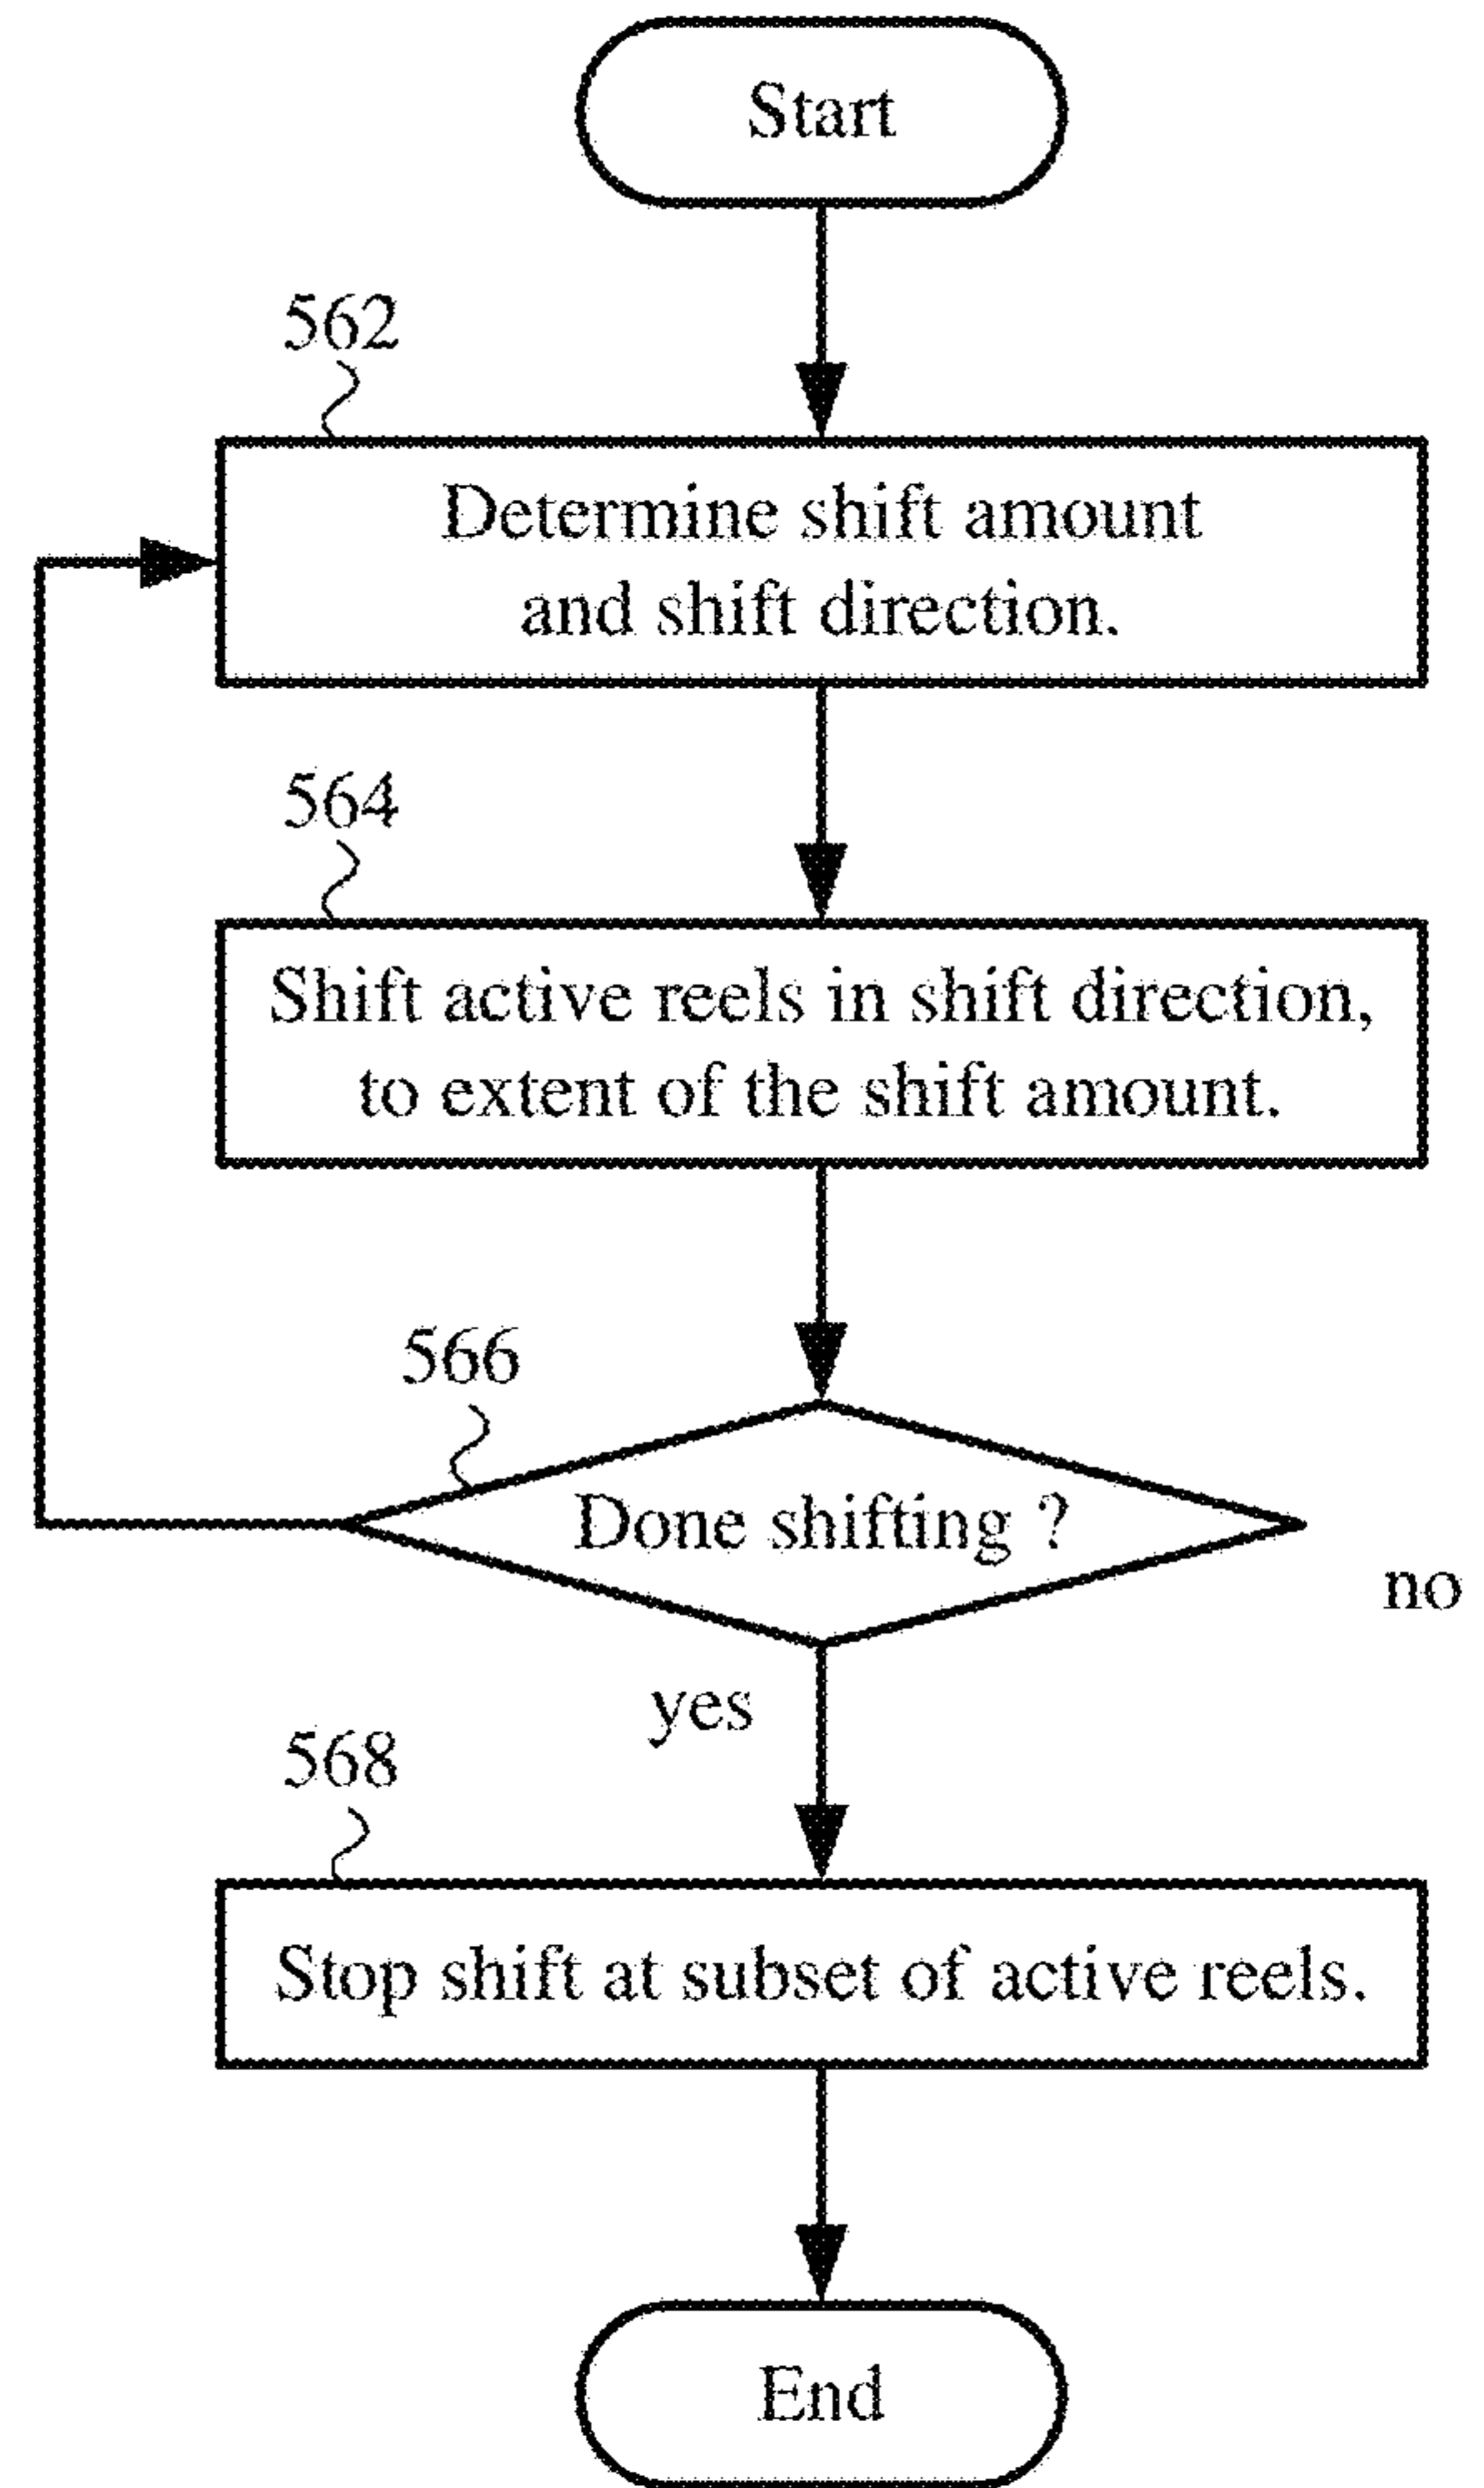 Start
562
Determine shift amount
and shift direction.
564
Shift active reels in shift direction,
to extent of the shift amount.
566
Done shifting ?
no
yes
568
Stop shift at subset of active reels.
End